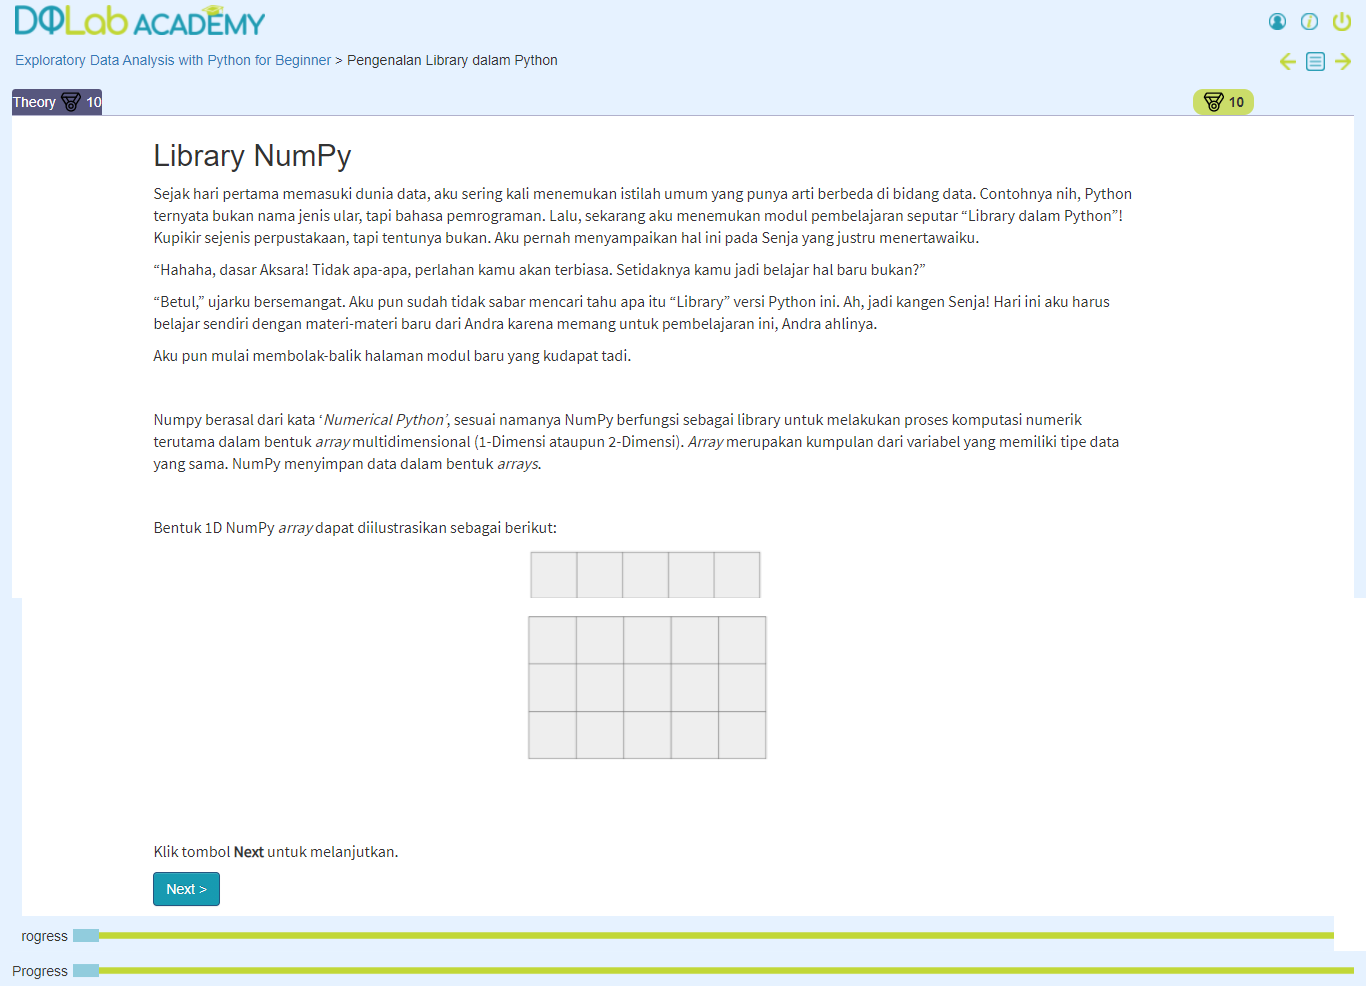 DQLab ACADEMY
Exploratory Data Analysis with Python for Beginner > Pengenalan Library dalam Python
Theory 10
10
Library NumPy
Sejak hari pertama memasuki dunia data, aku sering kali menemukan istilah umum yang punya arti berbeda di bidang data. Contohnya nih, Python
ternyata bukan nama jenis ular, tapi bahasa pemrograman. Lalu, sekarang aku menemukan modul pembelajaran seputar “Library dalam Python”!
Kupikir sejenis perpustakaan, tapi tentunya bukan. Aku pernah menyampaikan hal ini pada Senja yang justru menertawaiku.
“Hahaha, dasar Aksara! Tidak apa-apa, perlahan kamu akan terbiasa. Setidaknya kamu jadi belajar hal baru bukan?”
“Betul,” ujarku bersemangat. Aku pun sudah tidak sabar mencari tahu apa itu “Library” versi Python ini. Ah, jadi kangen Senja! Hari ini aku harus
belajar sendiri dengan materi-materi baru dari Andra karena memang untuk pembelajaran ini, Andra ahlinya.
Aku pun mulai membolak-balik halaman modul baru yang kudapat tadi.
Numpy berasal dari kata ‘Numerical Python’, sesuai namanya NumPy berfungsi sebagai library untuk melakukan proses komputasi numerik
terutama dalam bentuk array multidimensional (1-Dimensi ataupun 2-Dimensi). Array merupakan kumpulan dari variabel yang memiliki tipe data
yang sama. NumPy menyimpan data dalam bentuk arrays.
Bentuk 1D NumPy array dapat diilustrasikan sebagai berikut:
Klik tombol Next untuk melanjutkan.
Next >
rogress
Progress